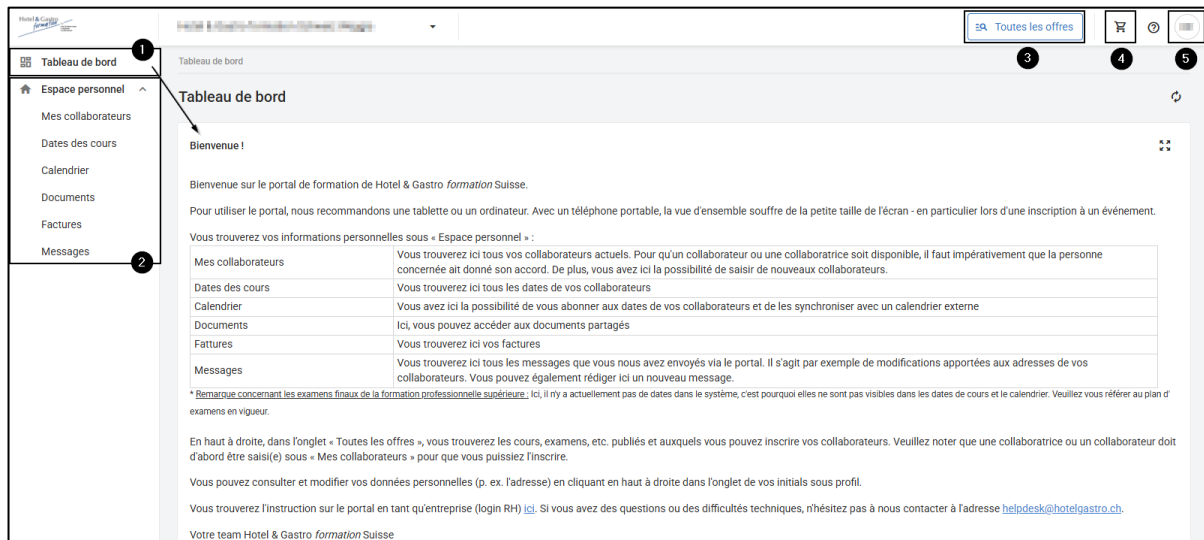 Hotel & Gastro
formation
Toutes les offres
1
3
4
5
Tableau de bord
Tableau de bord
Espace personnel
Tableau de bord
Mes collaborateurs
Dates des cours
Bienvenue !
Calendrier
Bienvenue sur le portal de formation de Hotel & Gastro formation Suisse.
Documents
Pour utiliser le portal, nous recommandons une tablette ou un ordinateur. Avec un téléphone portable, la vue d'ensemble souffre de la petite taille de l'écran - en particulier lors d'une inscription à un événement.
Factures
Vous trouverez vos informations personnelles sous « Espace personnel » :
Messages
2
Mes collaborateurs
Vous trouverez ici tous vos collaborateurs actuels. Pour qu'un collaborateur ou une collaboratrice soit disponible, il faut impérativement que la personne
concernée ait donné son accord. De plus, vous avez ici la possibilité de saisir de nouveaux collaborateurs.
Dates des cours
Vous trouverez ici tous les dates de vos collaborateurs
Calendrier
Vous avez ici la possibilité de vous abonner aux dates de vos collaborateurs et de les synchroniser avec un calendrier externe
Documents
Ici, vous pouvez accéder aux documents partagés
Fattures
Vous trouverez ici vos factures
Messages
Vous trouverez ici tous les messages que vous nous avez envoyés via le portal. Il s'agit par exemple de modifications apportées aux adresses de vos
collaborateurs. Vous pouvez également rédiger ici un nouveau message.
* Remarque concernant les examens finaux de la formation professionnelle supérieure : Ici, il n'y a actuellement pas de dates dans le système, c'est pourquoi elles ne sont pas visibles dans les dates de cours et le calendrier. Veuillez vous référer au plan d'
examens en vigueur.
En haut à droite, dans l'onglet « Toutes les offres », vous trouverez les cours, examens, etc. publiés et auxquels vous pouvez inscrire vos collaborateurs. Veuillez noter que une collaboratrice ou un collaborateur doit
d'abord être saisi(e) sous « Mes collaborateurs » pour que vous puissiez l'inscrire.
Vous pouvez consulter et modifier vos données personnelles (p. ex. l'adresse) en cliquant en haut à droite dans l'onglet de vos initials sous profil.
Vous trouverez l'instruction sur le portal en tant qu'entreprise (login RH) ici. Si vous avez des questions ou des difficultés techniques, n'hésitez pas à nous contacter à l'adresse helpdesk@hotelgastro.ch.
Votre team Hotel & Gastro formation Suisse